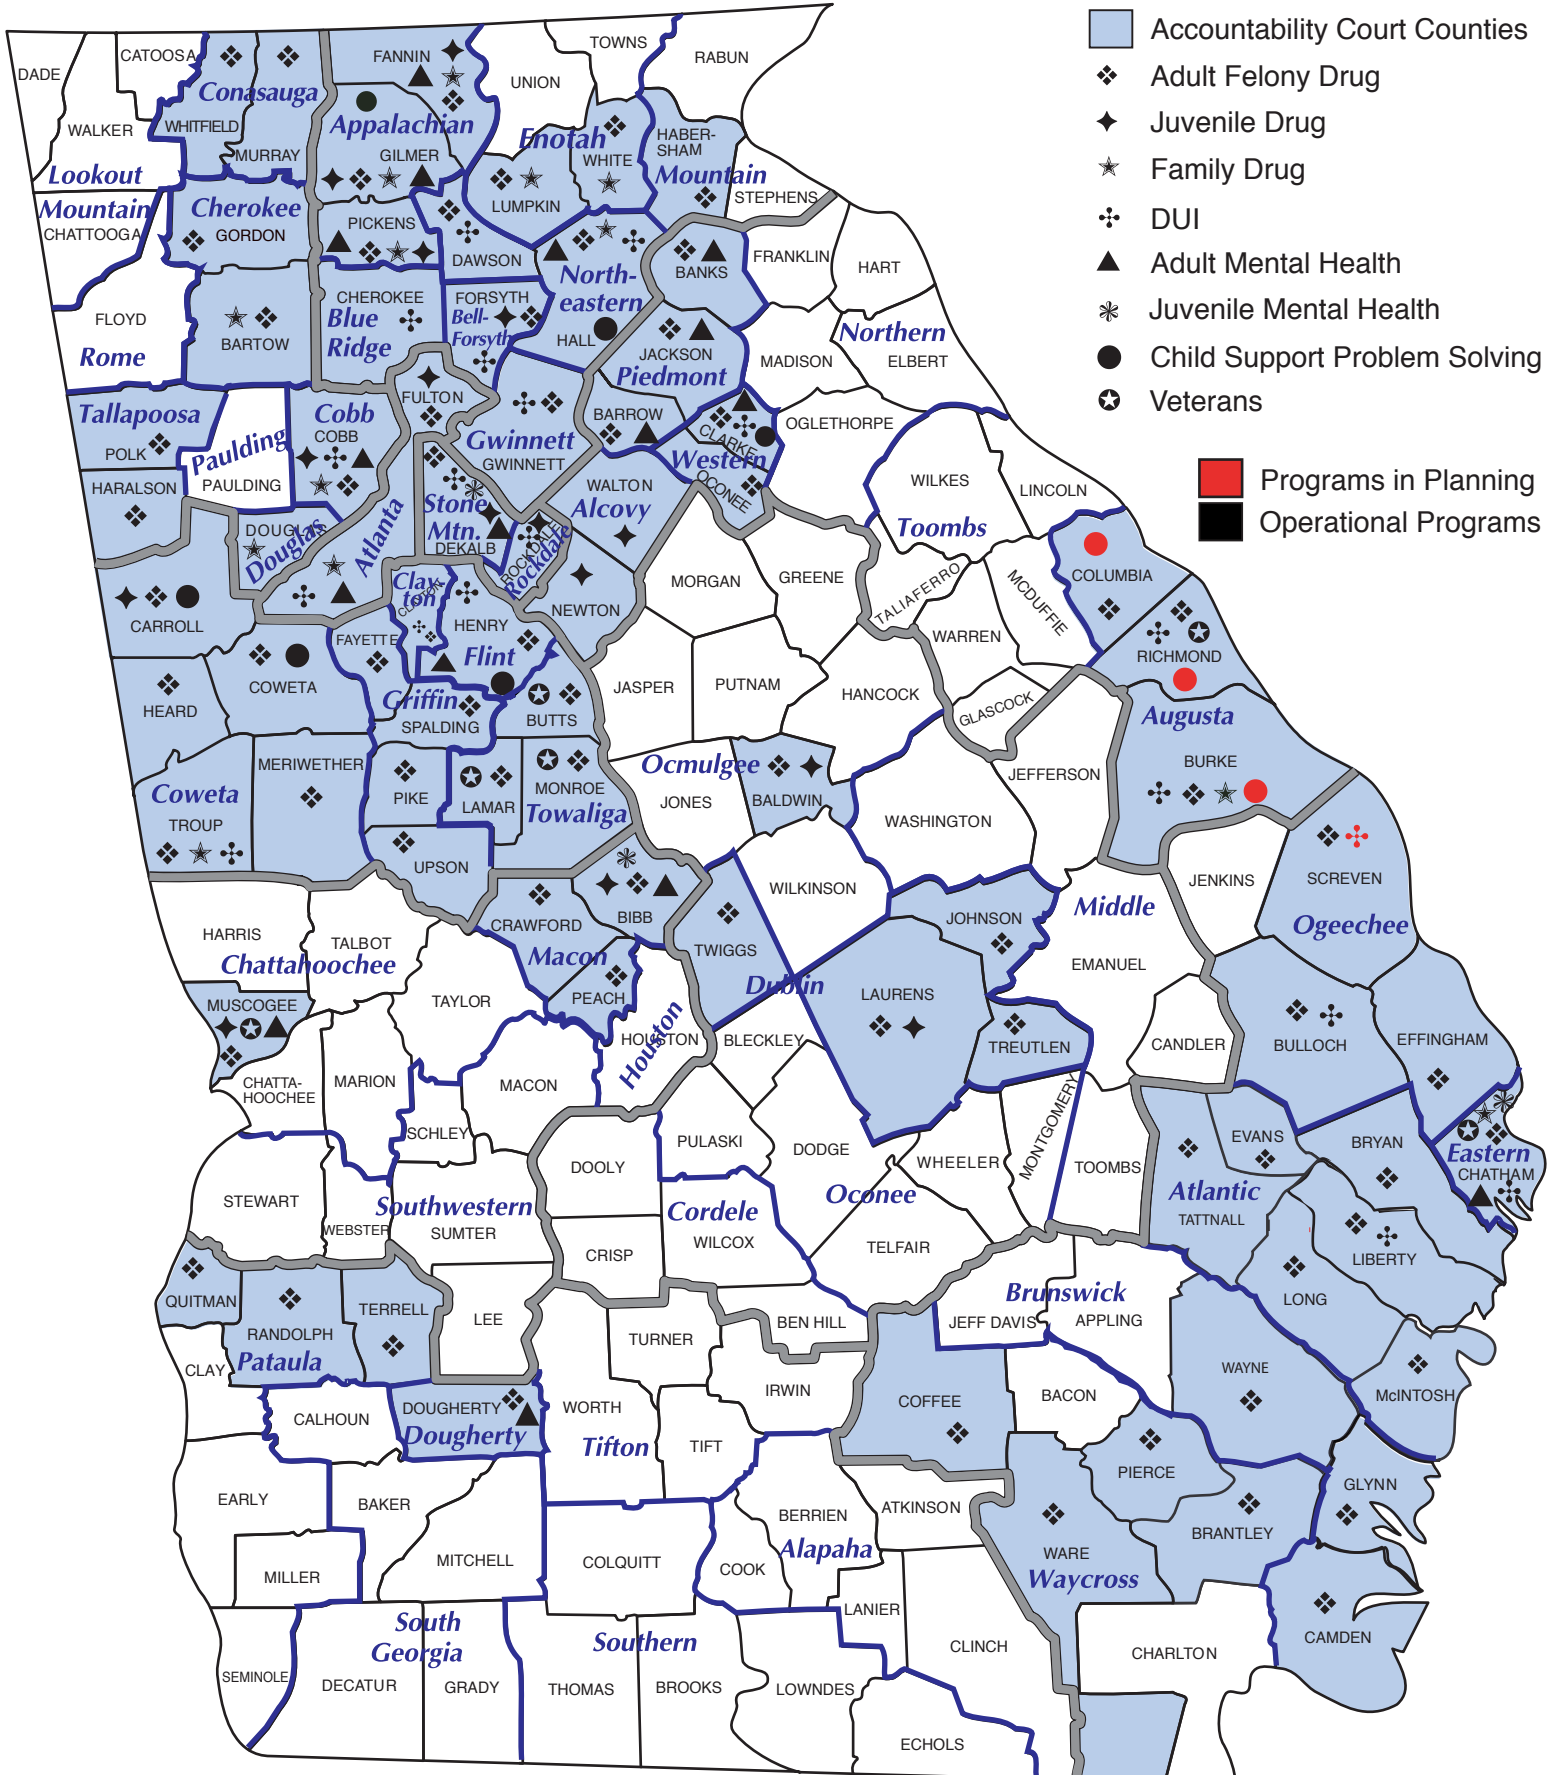 Accountability Court Counties
Adult Felony Drug
Juvenile Drug
Family Drug
DUI
Adult Mental Health
Juvenile Mental Health
Child Support Problem Solving
Veterans
Programs in Planning
Operational Programs
DADE
CATOOSA
WALKER
Lookout
Mountain
CHATTOOGA
Conasauga
WHITFIELD
MURRAY
FANNIN
Appalachian
GILMER
PICKENS
UNION
TOWNS
RABUN
Enotah
WHITE
LUMPKIN
HABER-
SHAM
Mountain
STEPHENS
Cherokee
GORDON
BARTOW
DAWSON
CHEROKEE
Blue
Ridge
FORSYTH
Bell-
Forsyth
North-
eastern
HALL
BANKS
FRANKLIN
HART
FLOYD
Rome
JACKSON
Piedmont
MADISON
Northern
ELBERT
Tallapoosa
POLK
HARALSON
Paulding
PAULDING
Cobb
COBB
FULTON
Atlanta
Gwinnett
GWINNETT
BARROW
CLARKE
Western
OCONEE
OGLETHORPE
WILKES
LINCOLN
Toombs
DOUGLAS
Douglas
Stone
Mtn.
DEKALB
ROCKDALE
Rockdale
WALTON
Alcovy
NEWTON
MORGAN
GREENE
TALIAFERRO
WARREN
MCDUFFIE
COLUMBIA
RICHMOND
Augusta
BURKE
CARROLL
Clay-
ton
CLAYTON
HENRY
Flint
FAYETTE
COWETA
HEARD
Griffin
SPALDING
BUTTS
JASPER
PUTNAM
HANCOCK
GLASCOCK
JEFFERSON
Coweta
TROUP
MERIWETHER
PIKE
LAMAR
MONROE
Towaliga
UPSON
Ocmulgee
JONES
BALDWIN
WASHINGTON
WILKINSON
JENKINS
SCREVEN
Ogeechee
HARRIS
TALBOT
Chattahoochee
MUSCOGEE
CHATTA-
HOOCHEE
MARION
TAYLOR
CRAWFORD
BIBB
Macon
PEACH
TWIGGS
Dublin
JOHNSON
LAURENS
TREUTLEN
Middle
EMANUEL
CANDLER
BULLOCH
EFFINGHAM
HOUSTON
Houston
BLECKLEY
MACON
SCHLEY
PULASKI
DOOLY
DODGE
WHEELER
MONTGOMERY
TOOMBS
EVANS
BRYAN
Eastern
CHATHAM
Atlantic
TATTNALL
LIBERTY
LONG
McINTOSH
STEWART
WEBSTER
Southwestern
SUMTER
CRISP
Cordele
WILCOX
Oconee
TELFAIR
QUITMAN
RANDOLPH
Pataula
TERRELL
LEE
CLAY
TURNER
BEN HILL
Brunswick
JEFF DAVIS
APPLING
WAYNE
CALHOUN
DOUGHERTY
Dougherty
WORTH
Tifton
TIFT
IRWIN
COFFEE
BACON
PIERCE
BRANTLEY
GLYNN
EARLY
BAKER
MILLER
MITCHELL
COLQUITT
COOK
BERRIEN
Alapaha
ATKINSON
LANIER
CLINCH
WARE
Waycross
CHARLTON
CAMDEN
SEMINOLE
South
Georgia
DECATUR
GRADY
Southern
THOMAS
BROOKS
LOWNDES
ECHOLS